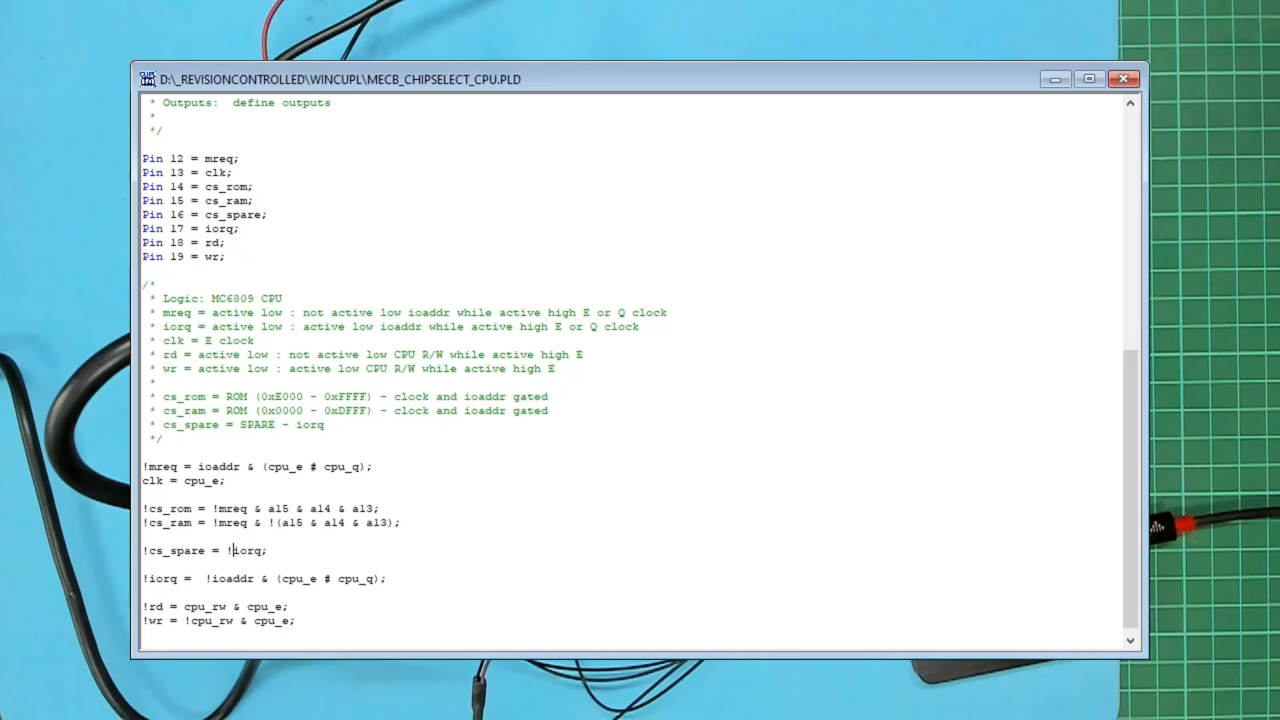 D:\_REVISIONCONTROLLED\WINCUPL\MECB_CHIPSELECT_CPU.PLD
* Outputs:  define outputs
*
*/
Pin 12 = mreq;
Pin 13 = clk;
Pin 14 = cs_rom;
Pin 15 = cs_ram;
Pin 16 = cs_spare;
Pin 17 = iorq;
Pin 18 = rd;
Pin 19 = wr;
/*
* Logic: MC6809 CPU
* mreq = active low : not active low ioaddr while active high E or Q clock
* iorq = active low : active low ioaddr while active high E or Q clock
* clk = E clock
* rd = active low : not active low CPU R/W while active high E
* wr = active low : active low CPU R/W while active high E
*
* cs_rom = ROM (0xE000 - 0xFFFF) - clock and ioaddr gated
* cs_ram = ROM (0x0000 - 0xDFFF) - clock and ioaddr gated
* cs_spare = SPARE - iorq
*/
!mreq = ioaddr & (cpu_e # cpu_q);
clk = cpu_e;
!cs_rom = !mreq & a15 & a14 & a13;
!cs_ram = !mreq & !(a15 & a14 & a13);
!cs_spare = !iorq;
!iorq =  !ioaddr & (cpu_e # cpu_q);
!rd = cpu_rw & cpu_e;
!wr = !cpu_rw & cpu_e;